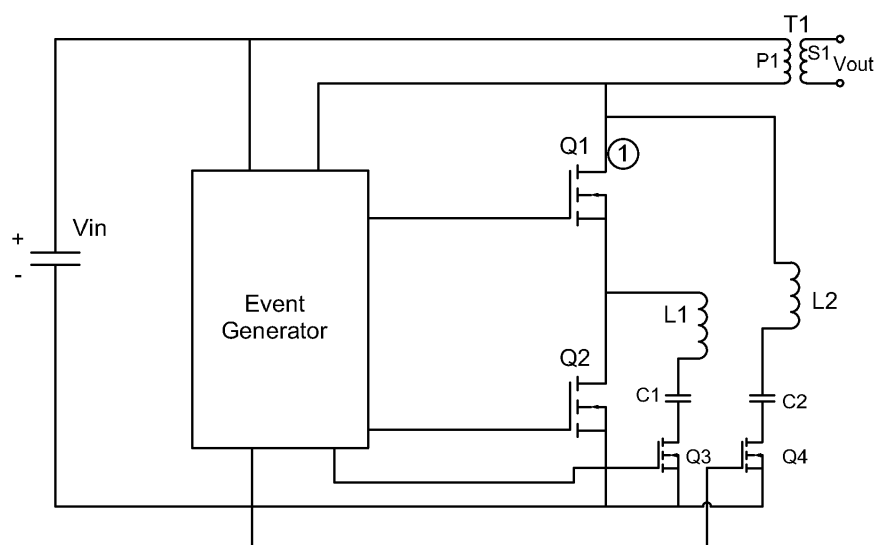 T1
P1
S1
Vout
Q1
1
+
Vin
-
Event
Generator
L1
L2
Q2
C1
C2
Q3
Q4